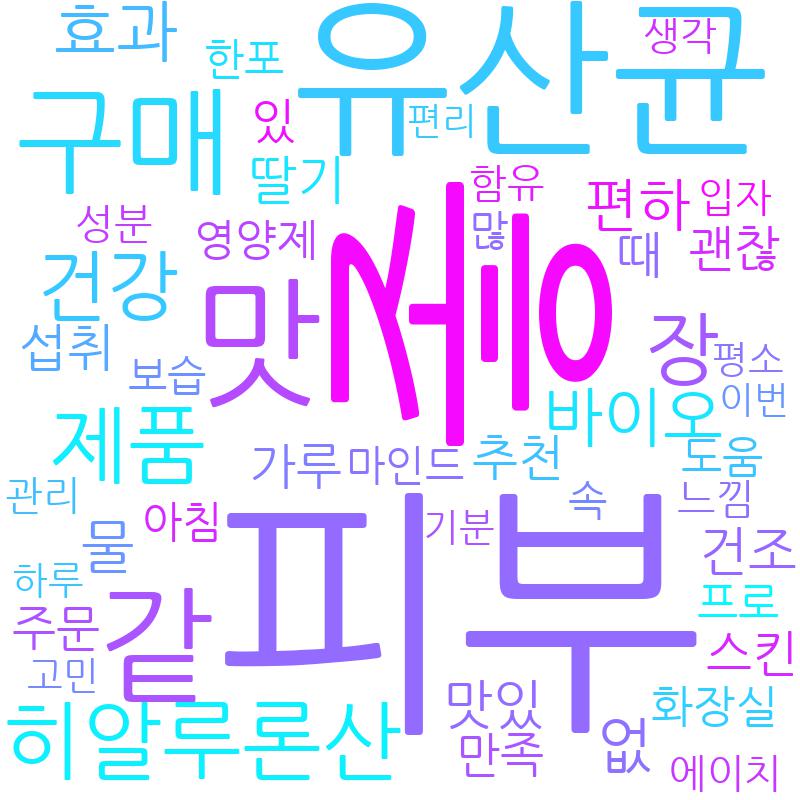 효과
한포
유산균
생각
구매
있
편리
딸기
함유
편하
입자
성분
영양제
많
때
괜찮
건강
맛
쩨응
장
섭취
보습
평소
이번
제품
바이오
가루
마인드
추천
도움
관리
아침
기분
속
느낌
물
피부
건조
하루
같
프로
주문
스킨
고민
맛있
화장실
히알루론산
만족
없
에이치